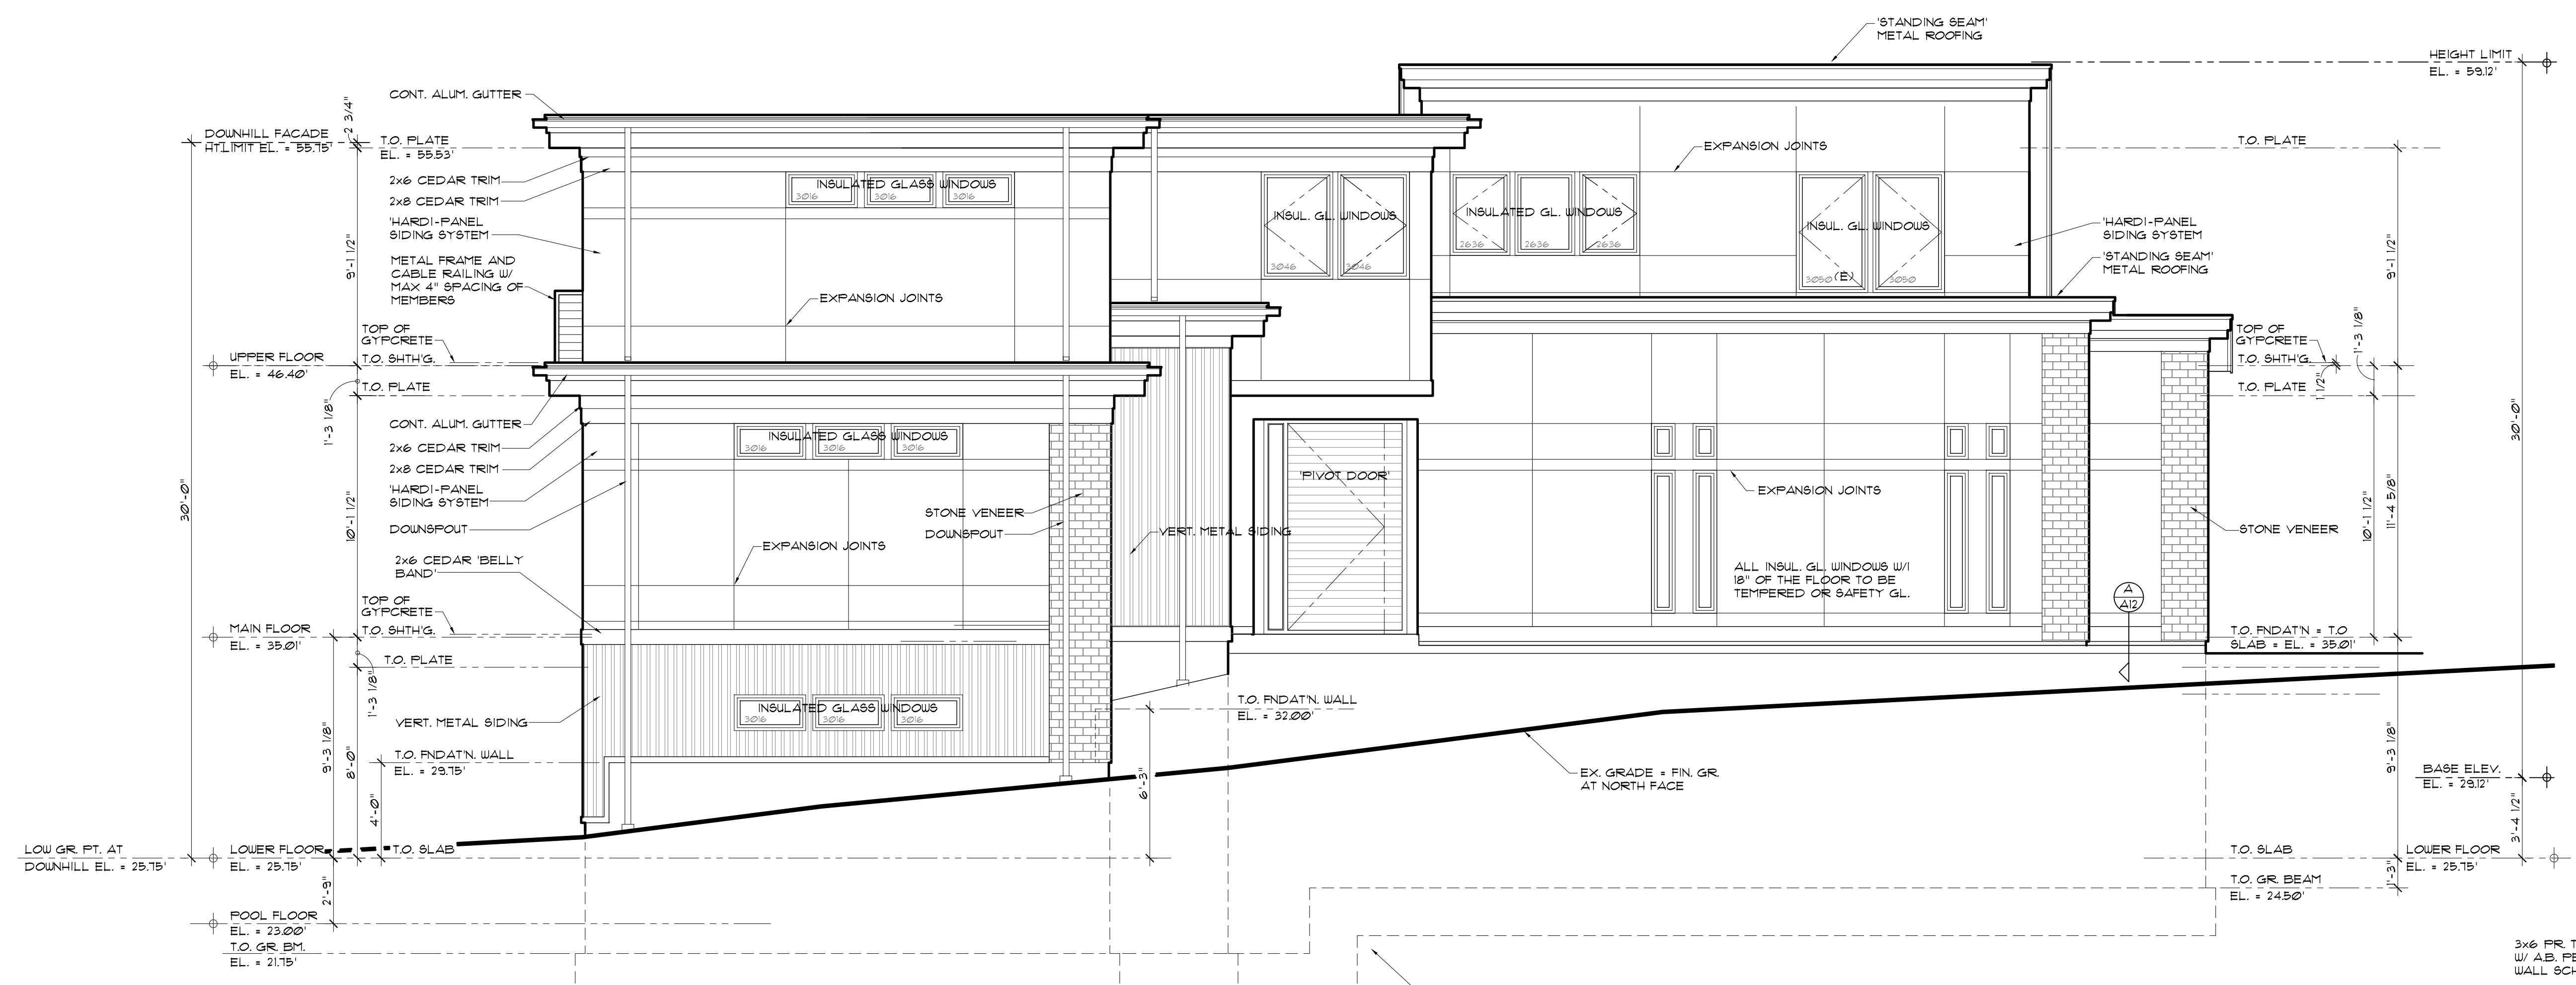 'STANDING SEAM'
METAL ROOFING
HEIGHT LIMIT
EL. = 59.12'
CONT. ALUM. GUTTER
2 3/4"
DOWNHILL FACADE
HT.LIMIT EL. = 55.75'
T.O. PLATE
EL. = 55.53'
2x6 CEDAR TRIM
2x8 CEDAR TRIM
'HARDI-PANEL
SIDING SYSTEM
METAL FRAME AND
CABLE RAILING W/
MAX 4" SPACING OF
MEMBERS
9'-1 1/2"
TOP OF
GYPCRETE
UPPER FLOOR
EL. = 46.40'
T.O. SHTH'G.
T.O. PLATE
1'-3 1/8"
CONT. ALUM. GUTTER
2x6 CEDAR TRIM
2x8 CEDAR TRIM
'HARDI-PANEL
SIDING SYSTEM
DOWNSPOUT
30'-0"
10'-1 1/2"
2x6 CEDAR 'BELLY
BAND'
TOP OF
GYPCRETE
MAIN FLOOR
EL. = 35.01'
T.O. SHTH'G.
T.O. PLATE
1'-3 1/8"
VERT. METAL SIDING
9'-3 1/8"
8'-0"
T.O. FNDAT'N. WALL
EL. = 29.75'
4'-0"
LOW GR. PT. AT
DOWNHILL EL. = 25.75'
LOWER FLOOR
EL. = 25.75'
T.O. SLAB
2'-9"
POOL FLOOR
EL. = 23.00'
T.O. GR. BM.
EL. = 21.75'
INSULATED GLASS WINDOWS
3016
3016
3016
EXPANSION JOINTS
INSUL. GL. WINDOWS
3046
3046
INSULATED GL. WINDOWS
2636
2636
2636
EXPANSION JOINTS
INSUL. GL. WINDOWS
3050
(E)
3050
INSULATED GLASS WINDOWS
3016
3016
3016
STONE VENEER
DOWNSPOUT
EXPANSION JOINTS
VERT. METAL SIDING
'PIVOT DOOR'
EXPANSION JOINTS
ALL INSUL. GL. WINDOWS W/I
18" OF THE FLOOR TO BE
TEMPERED OR SAFETY GL.
INSULATED GLASS WINDOWS
3016
3016
3016
T.O. FNDAT'N. WALL
EL. = 32.00'
6'-3"
EX. GRADE = FIN. GR.
AT NORTH FACE
A
A12
T.O. PLATE
'HARDI-PANEL
SIDING SYSTEM
'STANDING SEAM'
METAL ROOFING
9'-1 1/2"
TOP OF
GYPCRETE
T.O. SHTH'G.
T.O. PLATE
1 1/2"
1'-3 1/8"
30'-0"
STONE VENEER
10'-1 1/2"
11'-4 5/8"
T.O. FNDAT'N = T.O
SLAB = EL. = 35.01'
9'-3 1/8"
BASE ELEV.
EL. = 29.12'
3'-4 1/2"
T.O. SLAB
LOWER FLOOR
EL. = 25.75'
T.O. GR. BEAM
EL. = 24.50'
1'-3"
3x6 PR. T
W/ A.B. PE
WALL SCH